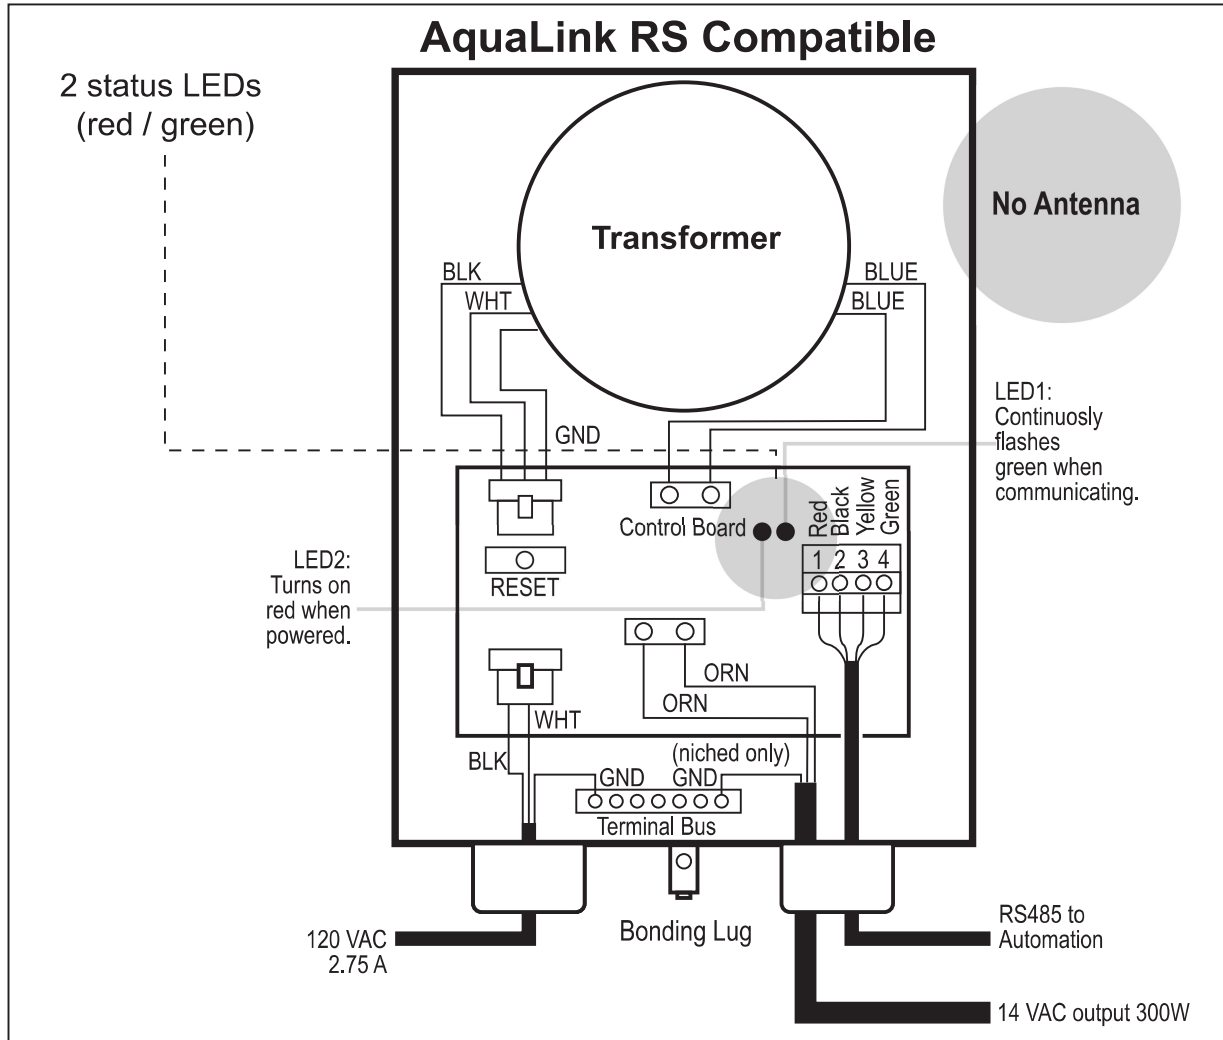 AquaLink RS Compatible
2 status LEDs
(red / green)
No Antenna
Transformer
BLK
WHT
BLUE
BLUE
GND
LED1:
Continuosly
flashes
green when
communicating.
Control Board
Red
Black
Yellow
Green
1 2 3 4
RESET
LED2:
Turns on
red when
powered.
ORN
ORN
WHT
BLK
(niched only)
GND
GND
Terminal Bus
120 VAC
2.75 A
Bonding Lug
RS485 to
Automation
14 VAC output 300W